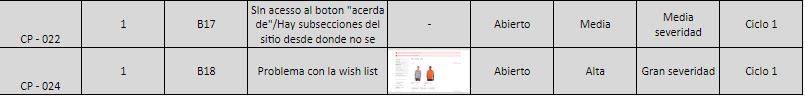 CP - 022 1 B17 SIn acesso al boton "acerda de"/Hay subsecciones del sitio desde donde no se - Abierto Media Media severidad Ciclo 1
CP - 024 1 B18 Problema con la wish list Abierto Alta Gran severidad Ciclo 1